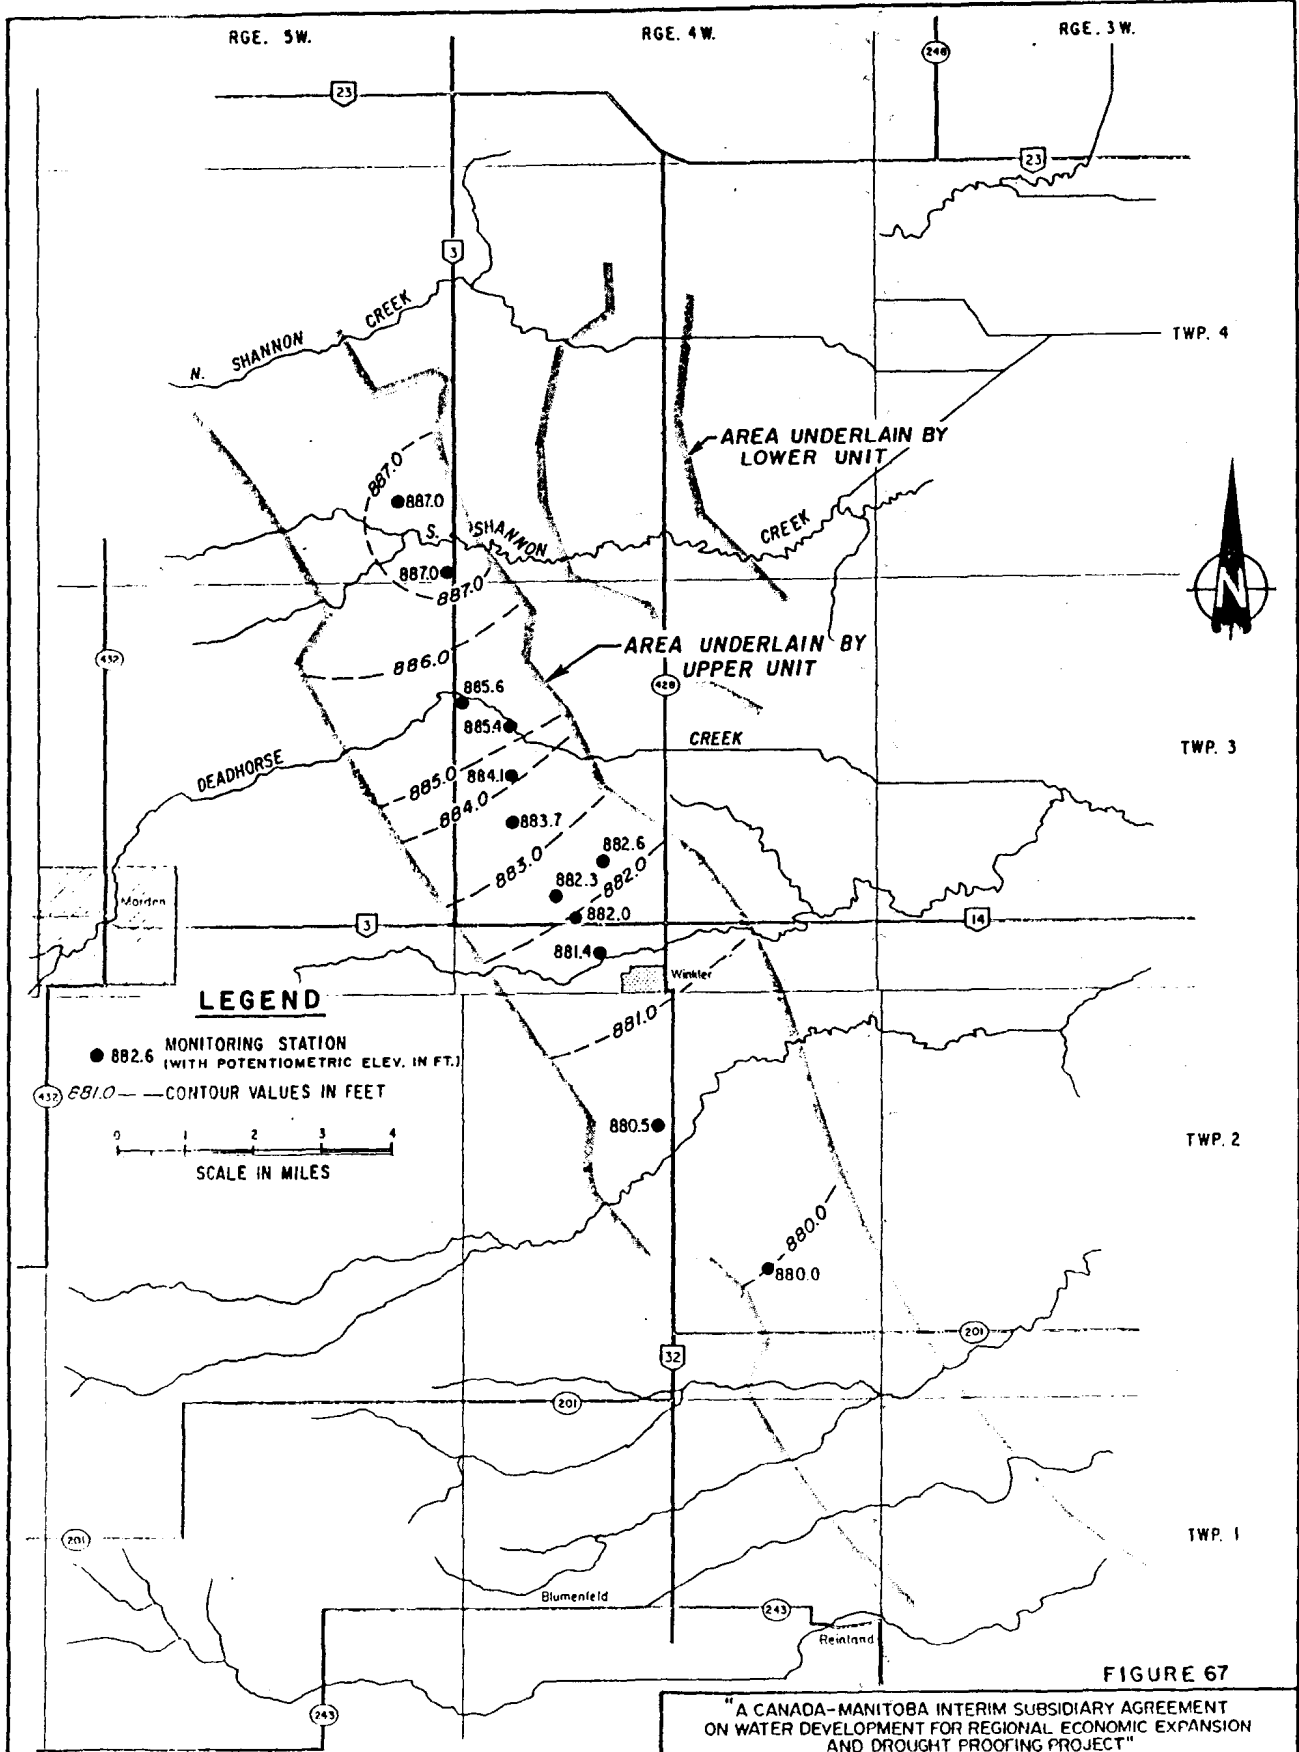 RGE. 5W.
RGE. 4W.
RGE. 3W.
248
23
23
3
N. SHANNON CREEK
TWP. 4
AREA UNDERLAIN BY
LOWER UNIT
887.0
887.0
S. SHANNON CREEK
887.0
887.0
N
432
886.0
AREA UNDERLAIN BY
UPPER UNIT
428
885.6
885.4
DEADHORSE CREEK
TWP. 3
885.0
884.1
884.0
883.7
882.6
883.0
882.3
882.0
882.0
Morden
3
14
881.4
Winkler
881.0
LEGEND
882.6 MONITORING STATION
(WITH POTENTIOMETRIC ELEV. IN FT.)
432
881.0 — — CONTOUR VALUES IN FEET
0 1 2 3 4
SCALE IN MILES
880.5
TWP. 2
880.0
880.0
201
32
201
201
TWP. 1
Blumenfeld
243
Reinland
243
FIGURE 67
"A CANADA-MANITOBA INTERIM SUBSIDIARY AGREEMENT
ON WATER DEVELOPMENT FOR REGIONAL ECONOMIC EXPANSION
AND DROUGHT PROOFING PROJECT"